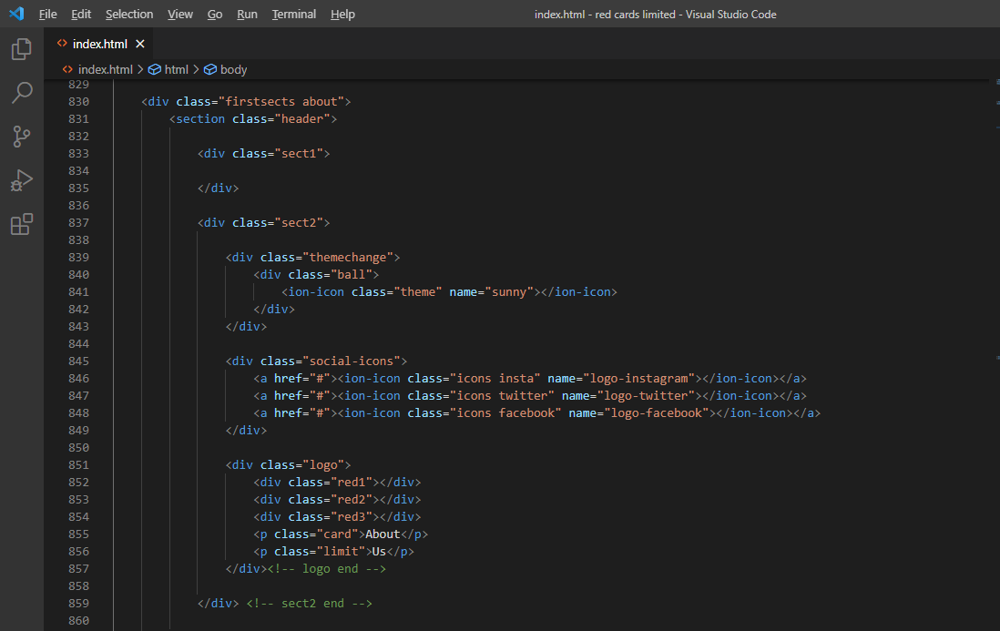 File Edit Selection View Go Run Terminal Help index.html - red cards limited - Visual Studio Code
<> index.html ×
<> index.html > html > body
829
830 <div class="firstsects about">
831 <section class="header">
832
833 <div class="sect1">
834
835 </div>
836
837 <div class="sect2">
838
839 <div class="themechange">
840 <div class="ball">
841 <ion-icon class="theme" name="sunny"></ion-icon>
842 </div>
843 </div>
844
845 <div class="social-icons">
846 <a href="#"><ion-icon class="icons insta" name="logo-instagram"></ion-icon></a>
847 <a href="#"><ion-icon class="icons twitter" name="logo-twitter"></ion-icon></a>
848 <a href="#"><ion-icon class="icons facebook" name="logo-facebook"></ion-icon></a>
849 </div>
850
851 <div class="logo">
852 <div class="red1"></div>
853 <div class="red2"></div>
854 <div class="red3"></div>
855 <p class="card">About</p>
856 <p class="limit">Us</p>
857 </div><!-- logo end -->
858
859 </div> <!-- sect2 end -->
860